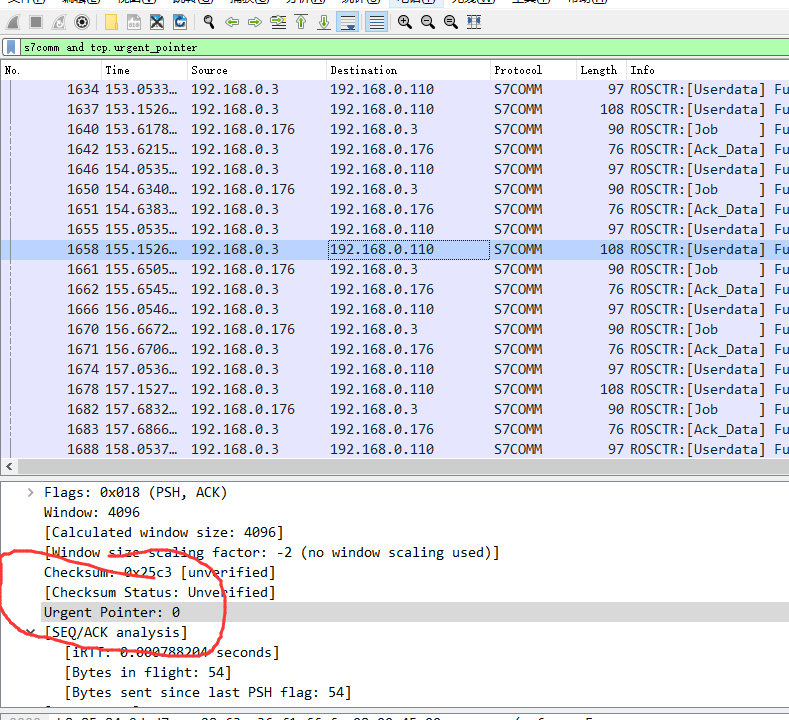 s7comm and tcp.urgent_pointer
No. Time Source Destination Protocol Length Info
1634 153.0533… 192.168.0.3 192.168.0.110 S7COMM 97 ROSCTR:[Userdata] Fu
1637 153.1526… 192.168.0.3 192.168.0.110 S7COMM 108 ROSCTR:[Userdata] Fu
1640 153.6178… 192.168.0.176 192.168.0.3 S7COMM 90 ROSCTR:[Job ] Fu
1642 153.6215… 192.168.0.3 192.168.0.176 S7COMM 76 ROSCTR:[Ack_Data] Fu
1646 154.0535… 192.168.0.3 192.168.0.110 S7COMM 97 ROSCTR:[Userdata] Fu
1650 154.6340… 192.168.0.176 192.168.0.3 S7COMM 90 ROSCTR:[Job ] Fu
1651 154.6383… 192.168.0.3 192.168.0.176 S7COMM 76 ROSCTR:[Ack_Data] Fu
1655 155.0535… 192.168.0.3 192.168.0.110 S7COMM 97 ROSCTR:[Userdata] Fu
1658 155.1526… 192.168.0.3 192.168.0.110 S7COMM 108 ROSCTR:[Userdata] Fu
1661 155.6505… 192.168.0.176 192.168.0.3 S7COMM 90 ROSCTR:[Job ] Fu
1662 155.6545… 192.168.0.3 192.168.0.176 S7COMM 76 ROSCTR:[Ack_Data] Fu
1666 156.0546… 192.168.0.3 192.168.0.110 S7COMM 97 ROSCTR:[Userdata] Fu
1670 156.6672… 192.168.0.176 192.168.0.3 S7COMM 90 ROSCTR:[Job ] Fu
1671 156.6706… 192.168.0.3 192.168.0.176 S7COMM 76 ROSCTR:[Ack_Data] Fu
1674 157.0536… 192.168.0.3 192.168.0.110 S7COMM 97 ROSCTR:[Userdata] Fu
1678 157.1527… 192.168.0.3 192.168.0.110 S7COMM 108 ROSCTR:[Userdata] Fu
1682 157.6832… 192.168.0.176 192.168.0.3 S7COMM 90 ROSCTR:[Job ] Fu
1683 157.6866… 192.168.0.3 192.168.0.176 S7COMM 76 ROSCTR:[Ack_Data] Fu
1688 158.0537… 192.168.0.3 192.168.0.110 S7COMM 97 ROSCTR:[Userdata] Fu
Flags: 0x018 (PSH, ACK)
Window: 4096
[Calculated window size: 4096]
[Window size scaling factor: -2 (no window scaling used)]
Checksum: 0x25c3 [unverified]
[Checksum Status: Unverified]
Urgent Pointer: 0
[SEQ/ACK analysis]
[iRTT: 0.000788204 seconds]
[Bytes in flight: 54]
[Bytes sent since last PSH flag: 54]